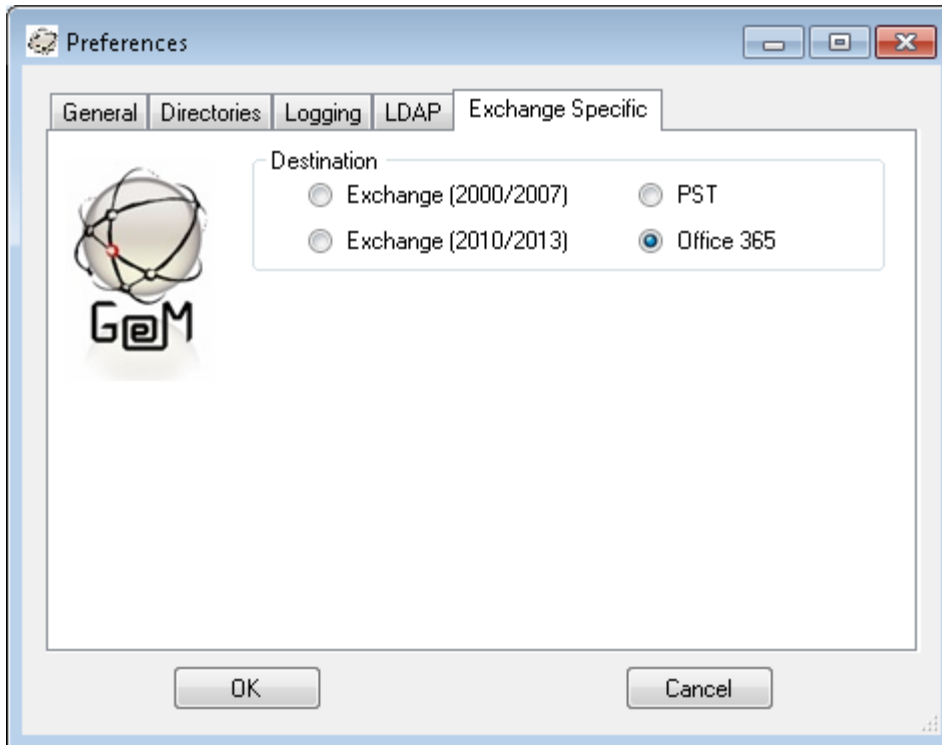 Preferences
General Directories Logging LDAP Exchange Specific
Destination
Exchange (2000/2007) PST
Exchange (2010/2013) Office 365
G@M
OK Cancel